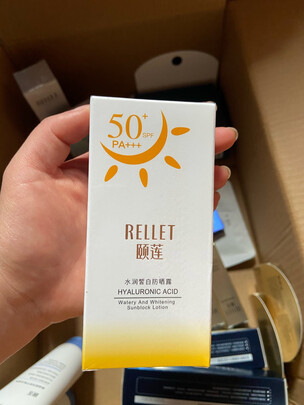 50+
SPF
PA+++
RELLET
颐莲
水润皙白防晒露
HYALURONIC ACID
Watery And Whitening
Sunblock Lotion
RELLET